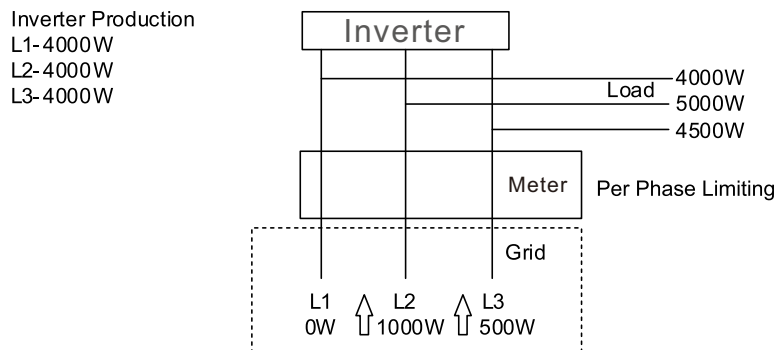 Inverter Production
L1-4000W
L2-4000W
L3-4000W
Inverter
4000W
Load
5000W
4500W
Meter
Per Phase Limiting
Grid
L1 L2 L3
0W 1000W 500W